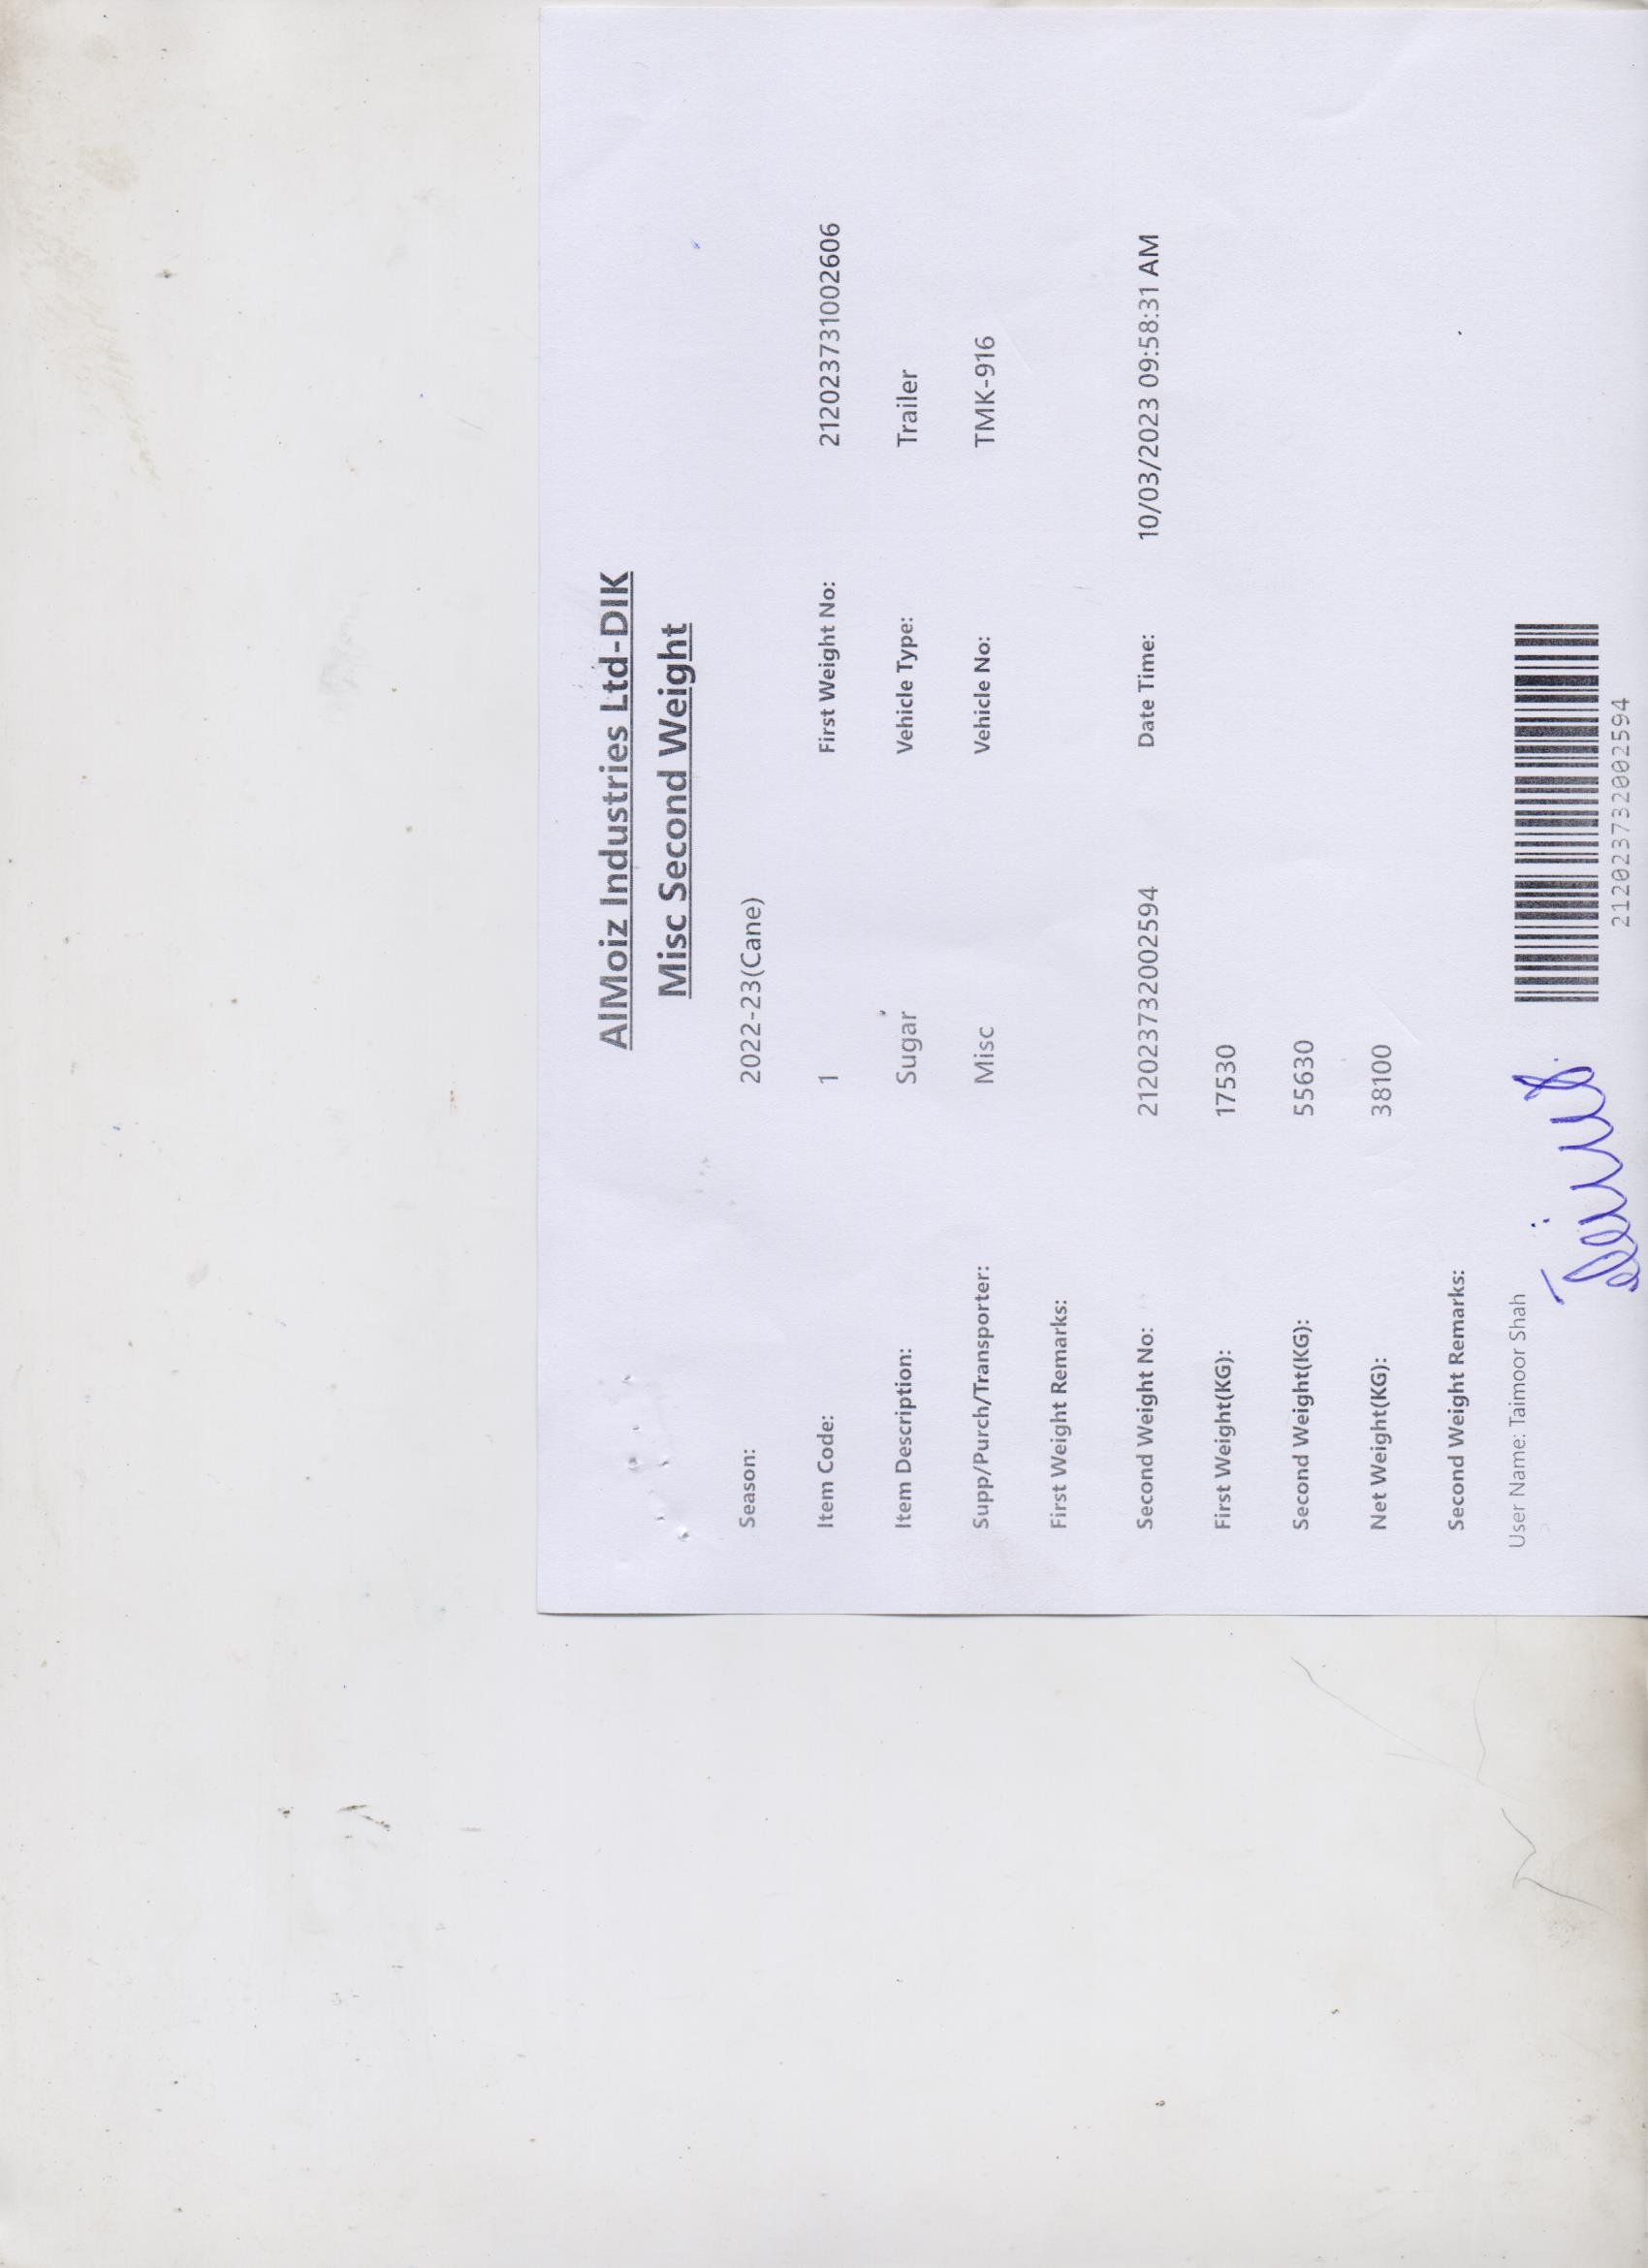 AlMoiz Industries Ltd-DIK
Misc Second Weight
Season: 2022-23(Cane)
Item Code: 1 First Weight No: 212023731002606
Item Description: Sugar Vehicle Type: Trailer
Supp/Purch/Transporter: Misc Vehicle No: TMK-916
First Weight Remarks:
Second Weight No: 212023732002594 Date Time: 10/03/2023 09:58:31 AM
First Weight(KG): 17530
Second Weight(KG): 55630
Net Weight(KG): 38100
Second Weight Remarks:
User Name: Taimoor Shah
212023732002594